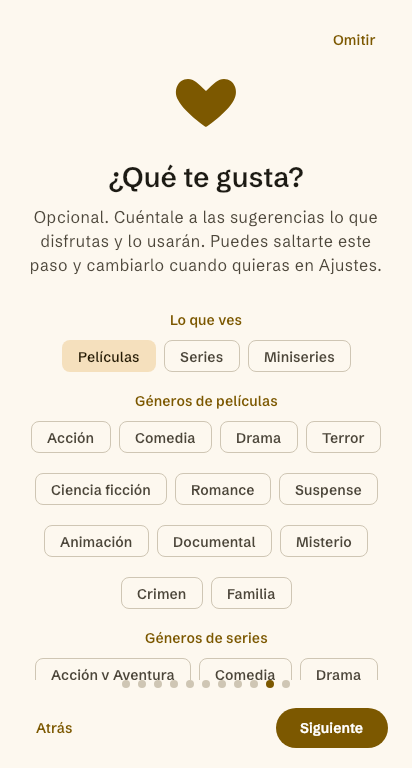 Omitir
¿Qué te gusta?
Opcional. Cuéntale a las sugerencias lo que
disfrutas y lo usarán. Puedes saltarte este
paso y cambiarlo cuando quieras en Ajustes.
Lo que ves
Películas Series Miniseries
Géneros de películas
Acción Comedia Drama Terror
Ciencia ficción Romance Suspense
Animación Documental Misterio
Crimen Familia
Géneros de series
Acción y Aventura Comedia Drama
Atrás Siguiente